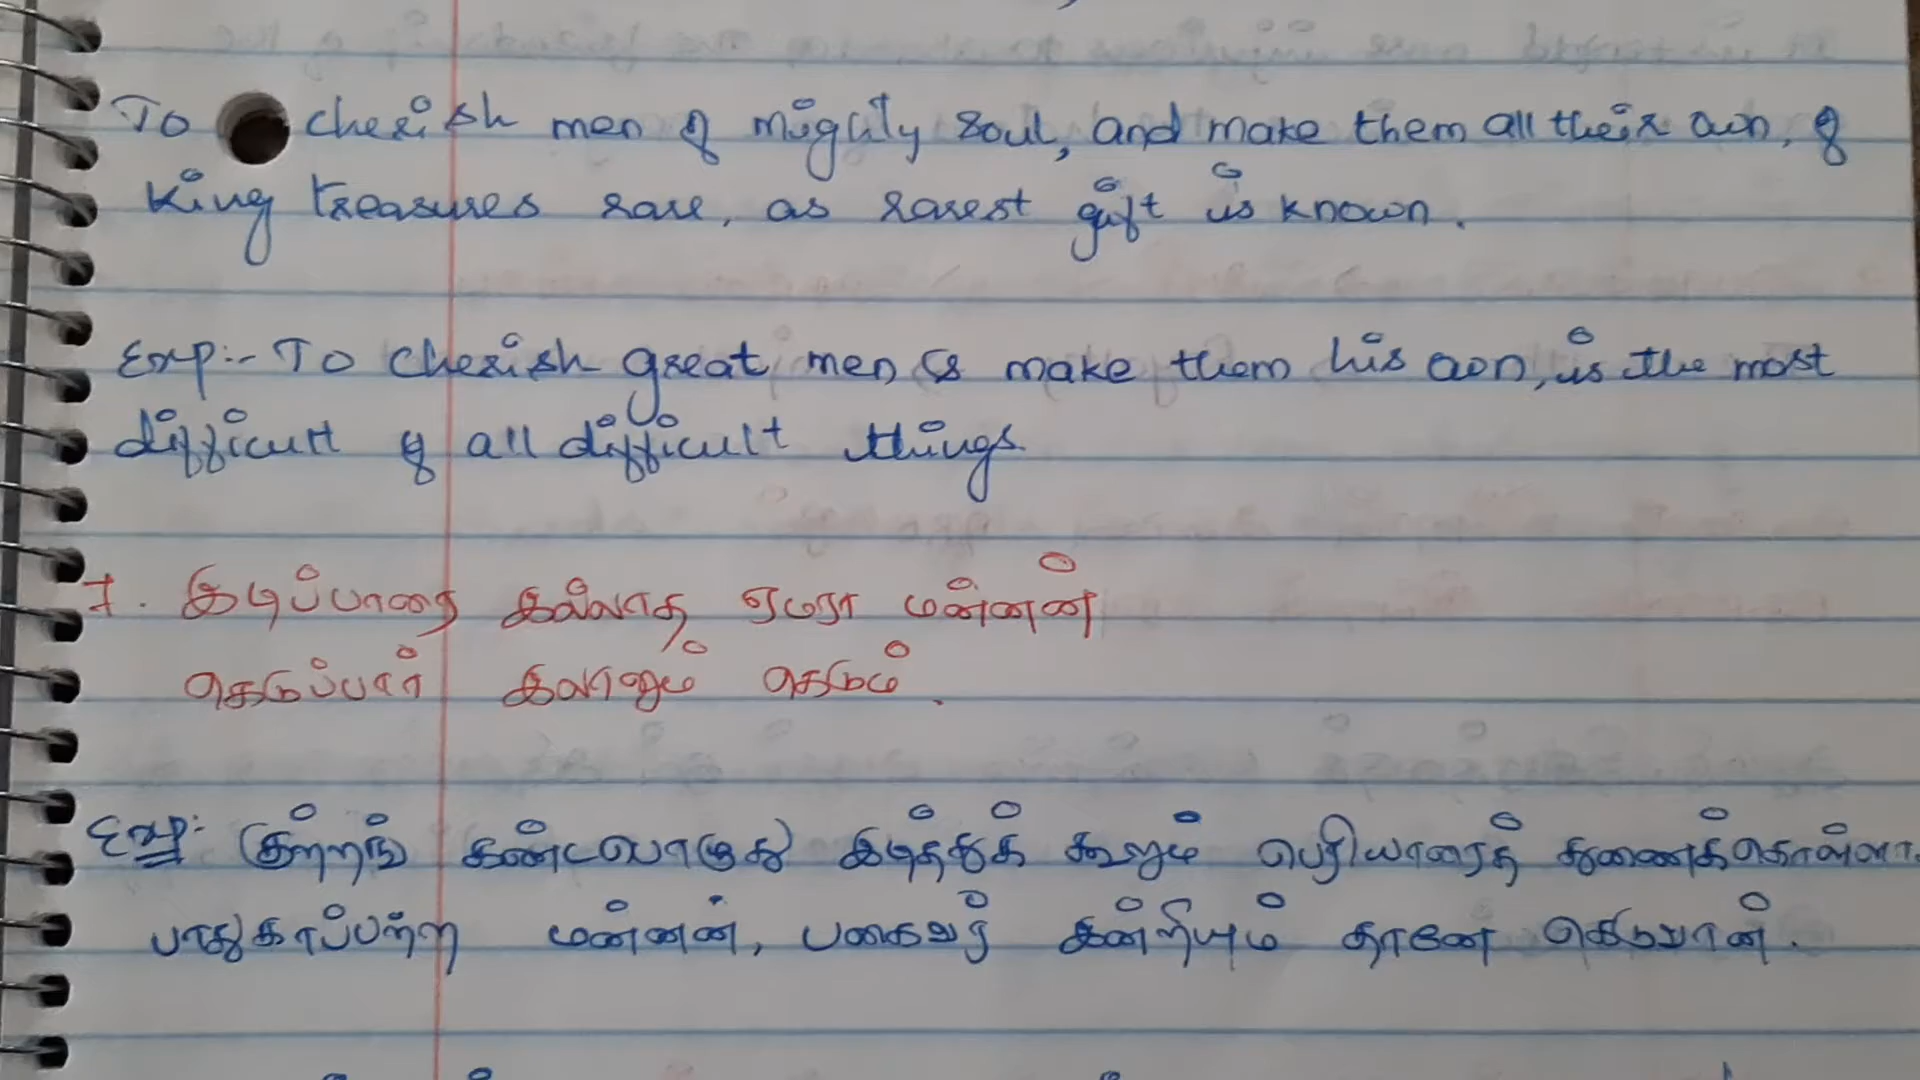 To cherish men of mighty soul, and make them all their own, of
king treasures rare, as rarest gift is known.
Exp:- To cherish great men & make them his own, is the most
difficult of all difficult things.
7. இடிப்பாரை இல்லாத ஏமரா மன்னன்
கெடுப்பார் இலானும் கெடும்.
Exp:- குற்றங் கண்டபொழுது இடித்துக் கூறும் பெரியாரைத் துணைக்கொள்ளா
பாதுகாப்பற்ற மன்னன், பகைவர் இன்றியும் தானே கெடுவான்.